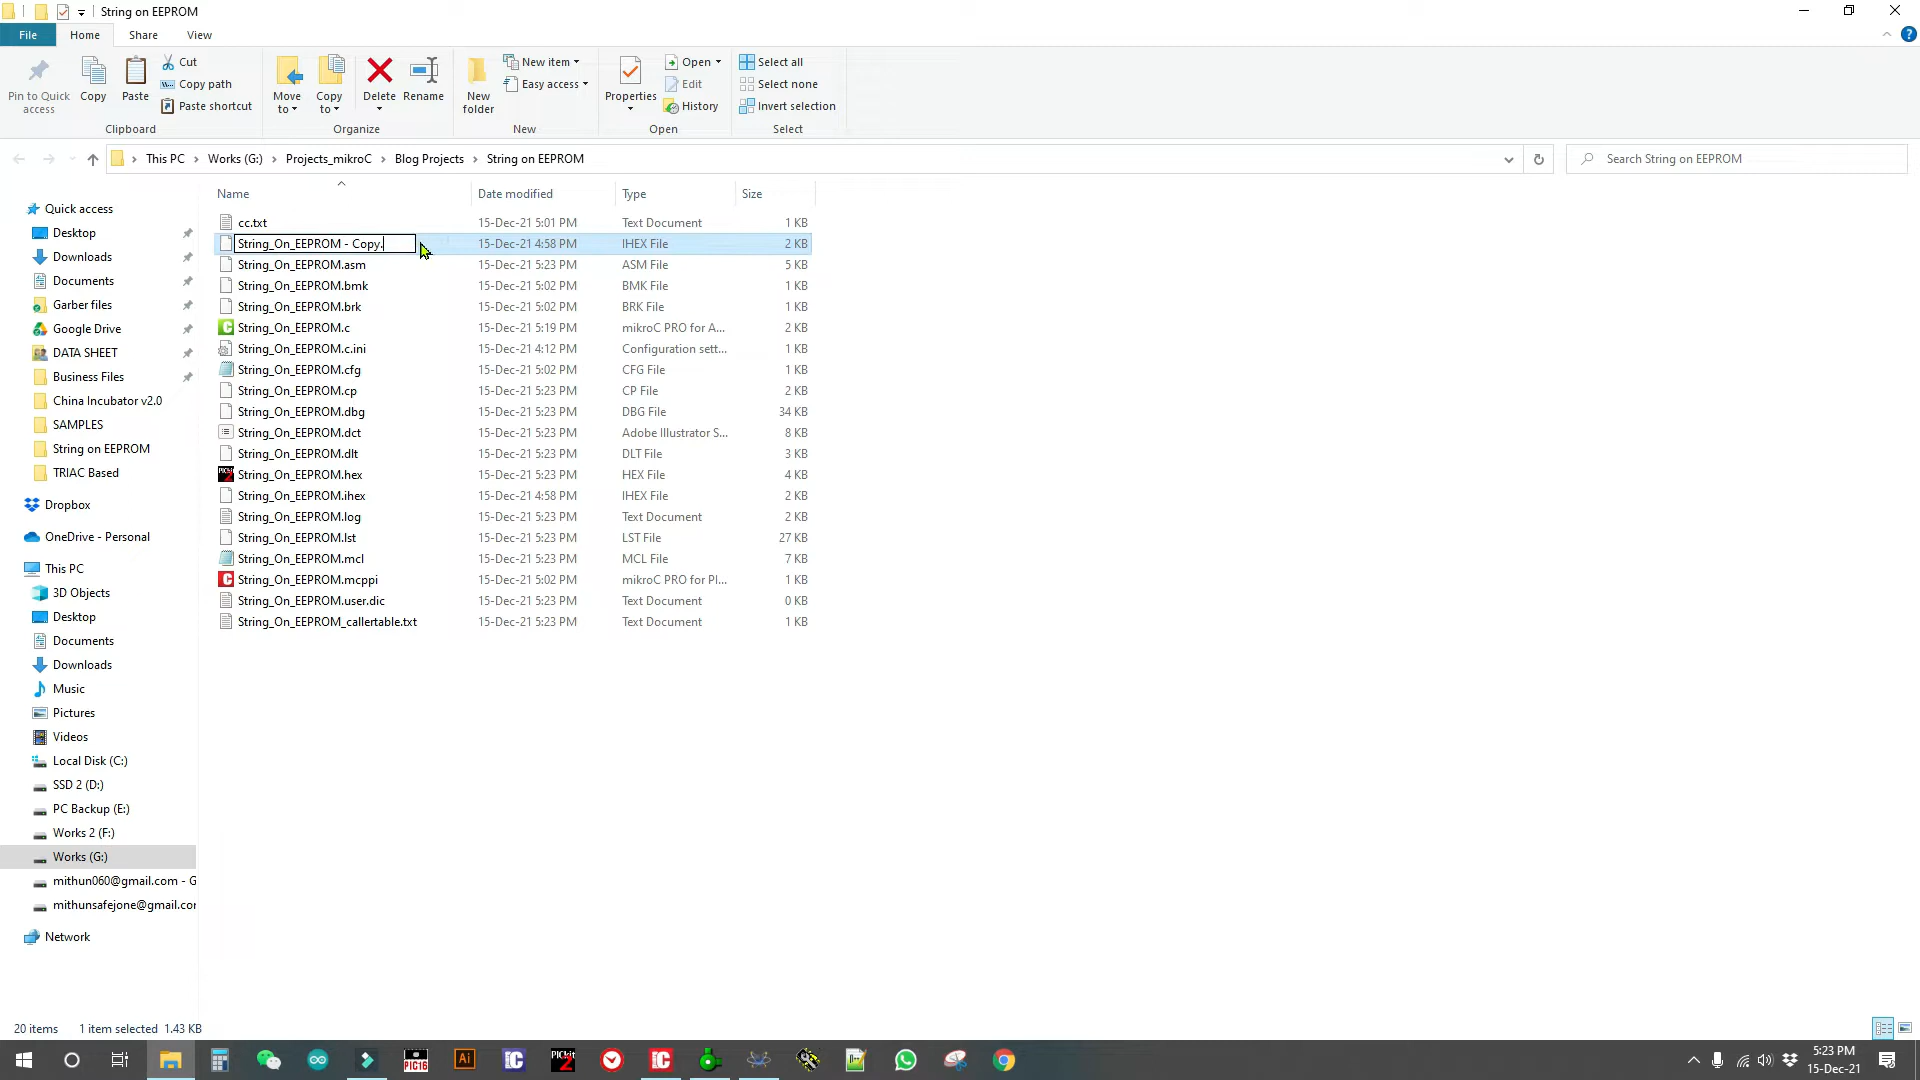 String on EEPROM
File Home Share View
Pin to Quick access
Copy
Paste
Cut
Copy path
Paste shortcut
Clipboard
Move to
Copy to
Delete
Rename
Organize
New folder
New item
Easy access
New
Properties
Open
Edit
History
Open
Select all
Select none
Invert selection
Select
This PC > Works (G:) > Projects_mikroC > Blog Projects > String on EEPROM
Search String on EEPROM
Quick access
Desktop
Downloads
Documents
Garber files
Google Drive
DATA SHEET
Business Files
China Incubator v2.0
SAMPLES
String on EEPROM
TRIAC Based
Dropbox
OneDrive - Personal
This PC
3D Objects
Desktop
Documents
Downloads
Music
Pictures
Videos
Local Disk (C:)
SSD 2 (D:)
PC Backup (E:)
Works 2 (F:)
Works (G:)
mithun060@gmail.com - G
mithunsafejone@gmail.co
Network
Name Date modified Type Size
cc.txt 15-Dec-21 5:01 PM Text Document 1 KB
String_On_EEPROM - Copy. 15-Dec-21 4:58 PM IHEX File 2 KB
String_On_EEPROM.asm 15-Dec-21 5:23 PM ASM File 5 KB
String_On_EEPROM.bmk 15-Dec-21 5:02 PM BMK File 1 KB
String_On_EEPROM.brk 15-Dec-21 5:02 PM BRK File 1 KB
String_On_EEPROM.c 15-Dec-21 5:19 PM mikroC PRO for A... 2 KB
String_On_EEPROM.c.ini 15-Dec-21 4:12 PM Configuration sett... 1 KB
String_On_EEPROM.cfg 15-Dec-21 5:02 PM CFG File 1 KB
String_On_EEPROM.cp 15-Dec-21 5:23 PM CP File 2 KB
String_On_EEPROM.dbg 15-Dec-21 5:23 PM DBG File 34 KB
String_On_EEPROM.dct 15-Dec-21 5:23 PM Adobe Illustrator S... 8 KB
String_On_EEPROM.dlt 15-Dec-21 5:23 PM DLT File 3 KB
String_On_EEPROM.hex 15-Dec-21 5:23 PM HEX File 4 KB
String_On_EEPROM.ihex 15-Dec-21 4:58 PM IHEX File 2 KB
String_On_EEPROM.log 15-Dec-21 5:23 PM Text Document 2 KB
String_On_EEPROM.lst 15-Dec-21 5:23 PM LST File 27 KB
String_On_EEPROM.mcl 15-Dec-21 5:23 PM MCL File 7 KB
String_On_EEPROM.mcppi 15-Dec-21 5:02 PM mikroC PRO for PI... 1 KB
String_On_EEPROM.user.dic 15-Dec-21 5:23 PM Text Document 0 KB
String_On_EEPROM_callertable.txt 15-Dec-21 5:23 PM Text Document 1 KB
20 items 1 item selected 1.43 KB
5:23 PM
15-Dec-21